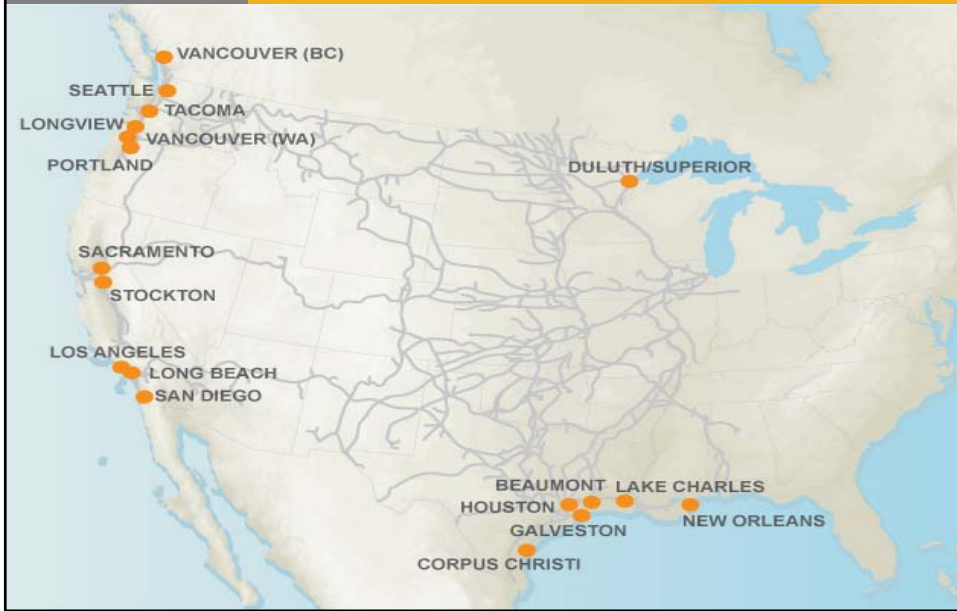 VANCOUVER (BC)
SEATTLE
TACOMA
LONGVIEW
VANCOUVER (WA)
PORTLAND
DULUTH/SUPERIOR
SACRAMENTO
STOCKTON
LOS ANGELES
LONG BEACH
SAN DIEGO
BEAUMONT
LAKE CHARLES
HOUSTON
NEW ORLEANS
GALVESTON
CORPUS CHRISTI